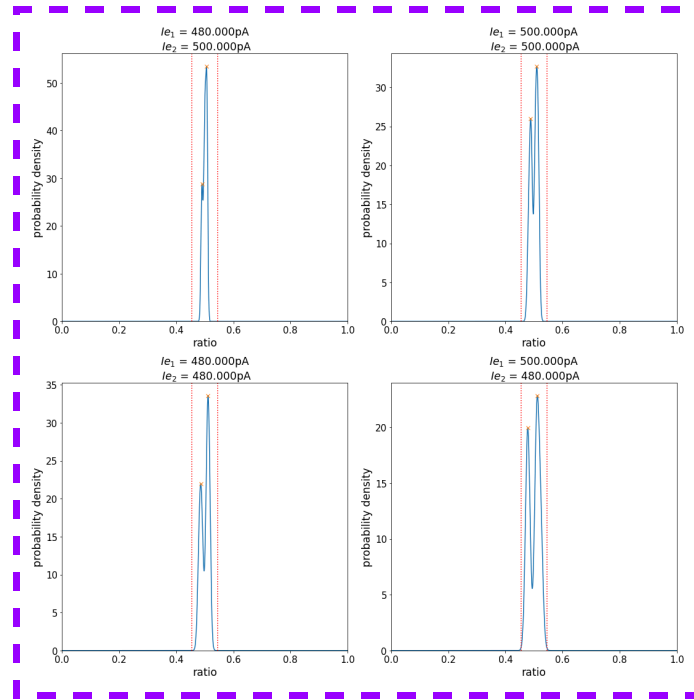 Ie₁ = 480.000pA
Ie₂ = 500.000pA
probability density
50
40
30
20
10
0
0.0 0.2 0.4 0.6 0.8 1.0
ratio
Ie₁ = 500.000pA
Ie₂ = 500.000pA
probability density
30
25
20
15
10
5
0
0.0 0.2 0.4 0.6 0.8 1.0
ratio
Ie₁ = 480.000pA
Ie₂ = 480.000pA
probability density
35
30
25
20
15
10
5
0
0.0 0.2 0.4 0.6 0.8 1.0
ratio
Ie₁ = 500.000pA
Ie₂ = 480.000pA
probability density
20
15
10
5
0
0.0 0.2 0.4 0.6 0.8 1.0
ratio